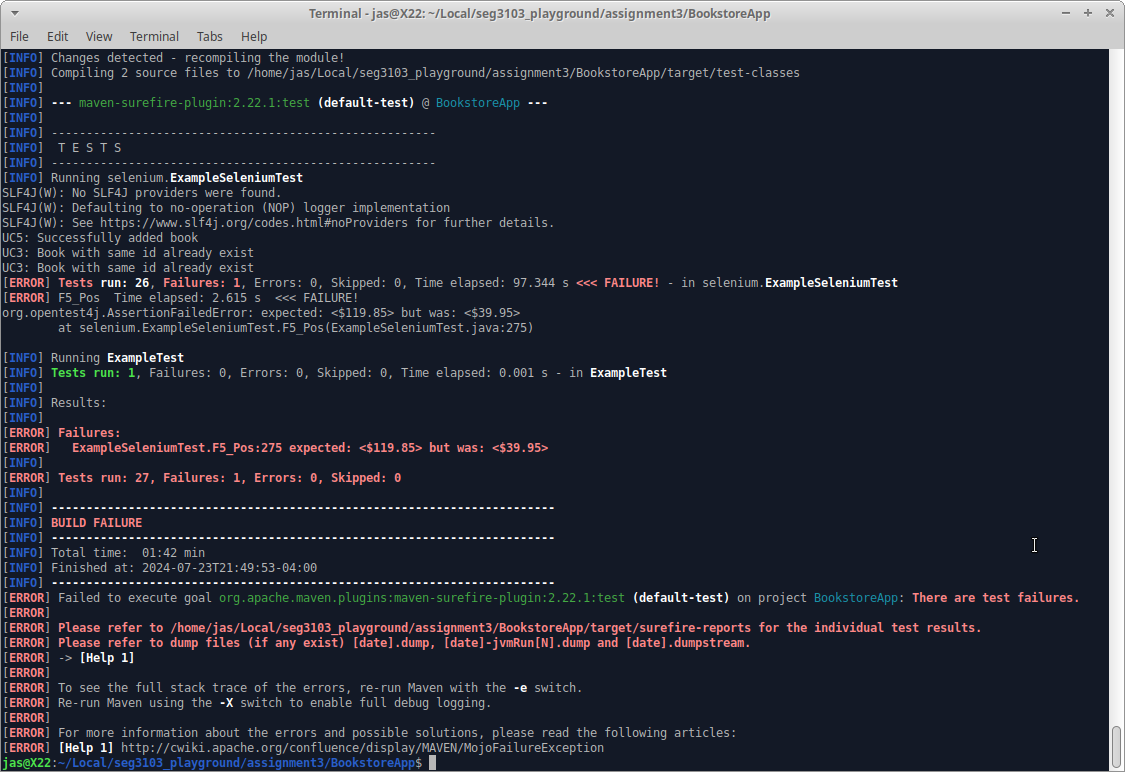 Terminal - jas@X22: ~/Local/seg3103_playground/assignment3/BookstoreApp
File Edit View Terminal Tabs Help
[INFO] Changes detected - recompiling the module!
[INFO] Compiling 2 source files to /home/jas/Local/seg3103_playground/assignment3/BookstoreApp/target/test-classes
[INFO]
[INFO] --- maven-surefire-plugin:2.22.1:test (default-test) @ BookstoreApp ---
[INFO]
[INFO] -------------------------------------------------------
[INFO]  T E S T S
[INFO] -------------------------------------------------------
[INFO] Running selenium.ExampleSeleniumTest
SLF4J(W): No SLF4J providers were found.
SLF4J(W): Defaulting to no-operation (NOP) logger implementation
SLF4J(W): See https://www.slf4j.org/codes.html#noProviders for further details.
UC5: Successfully added book
UC3: Book with same id already exist
UC3: Book with same id already exist
[ERROR] Tests run: 26, Failures: 1, Errors: 0, Skipped: 0, Time elapsed: 97.344 s <<< FAILURE! - in selenium.ExampleSeleniumTest
[ERROR] F5_Pos  Time elapsed: 2.615 s  <<< FAILURE!
org.opentest4j.AssertionFailedError: expected: <$119.85> but was: <$39.95>
        at selenium.ExampleSeleniumTest.F5_Pos(ExampleSeleniumTest.java:275)
[INFO] Running ExampleTest
[INFO] Tests run: 1, Failures: 0, Errors: 0, Skipped: 0, Time elapsed: 0.001 s - in ExampleTest
[INFO]
[INFO] Results:
[INFO]
[ERROR] Failures:
[ERROR]   ExampleSeleniumTest.F5_Pos:275 expected: <$119.85> but was: <$39.95>
[INFO]
[ERROR] Tests run: 27, Failures: 1, Errors: 0, Skipped: 0
[INFO]
[INFO] ------------------------------------------------------------------------
[INFO] BUILD FAILURE
[INFO] ------------------------------------------------------------------------
[INFO] Total time:  01:42 min
[INFO] Finished at: 2024-07-23T21:49:53-04:00
[INFO] ------------------------------------------------------------------------
[ERROR] Failed to execute goal org.apache.maven.plugins:maven-surefire-plugin:2.22.1:test (default-test) on project BookstoreApp: There are test failures.
[ERROR]
[ERROR] Please refer to /home/jas/Local/seg3103_playground/assignment3/BookstoreApp/target/surefire-reports for the individual test results.
[ERROR] Please refer to dump files (if any exist) [date].dump, [date]-jvmRun[N].dump and [date].dumpstream.
[ERROR] -> [Help 1]
[ERROR]
[ERROR] To see the full stack trace of the errors, re-run Maven with the -e switch.
[ERROR] Re-run Maven using the -X switch to enable full debug logging.
[ERROR]
[ERROR] For more information about the errors and possible solutions, please read the following articles:
[ERROR] [Help 1] http://cwiki.apache.org/confluence/display/MAVEN/MojoFailureException
jas@X22:~/Local/seg3103_playground/assignment3/BookstoreApp$